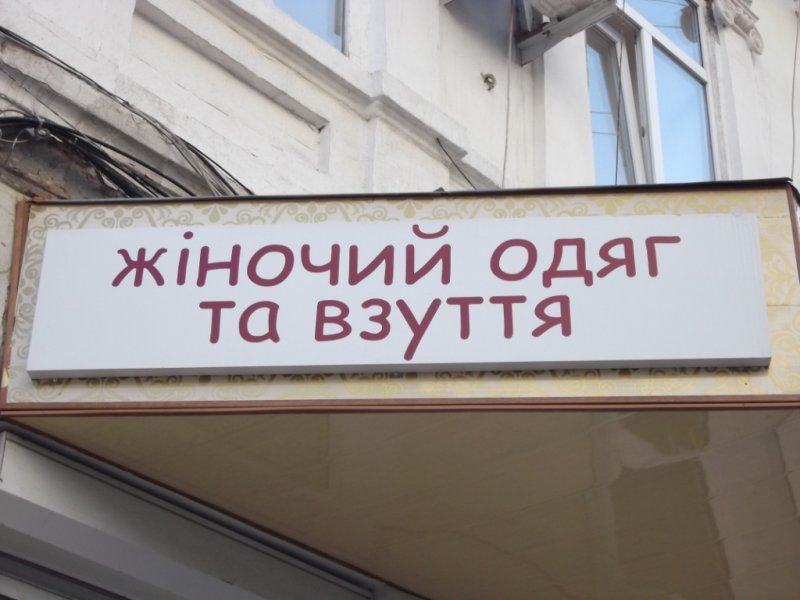 жіночий одяг
та взуття